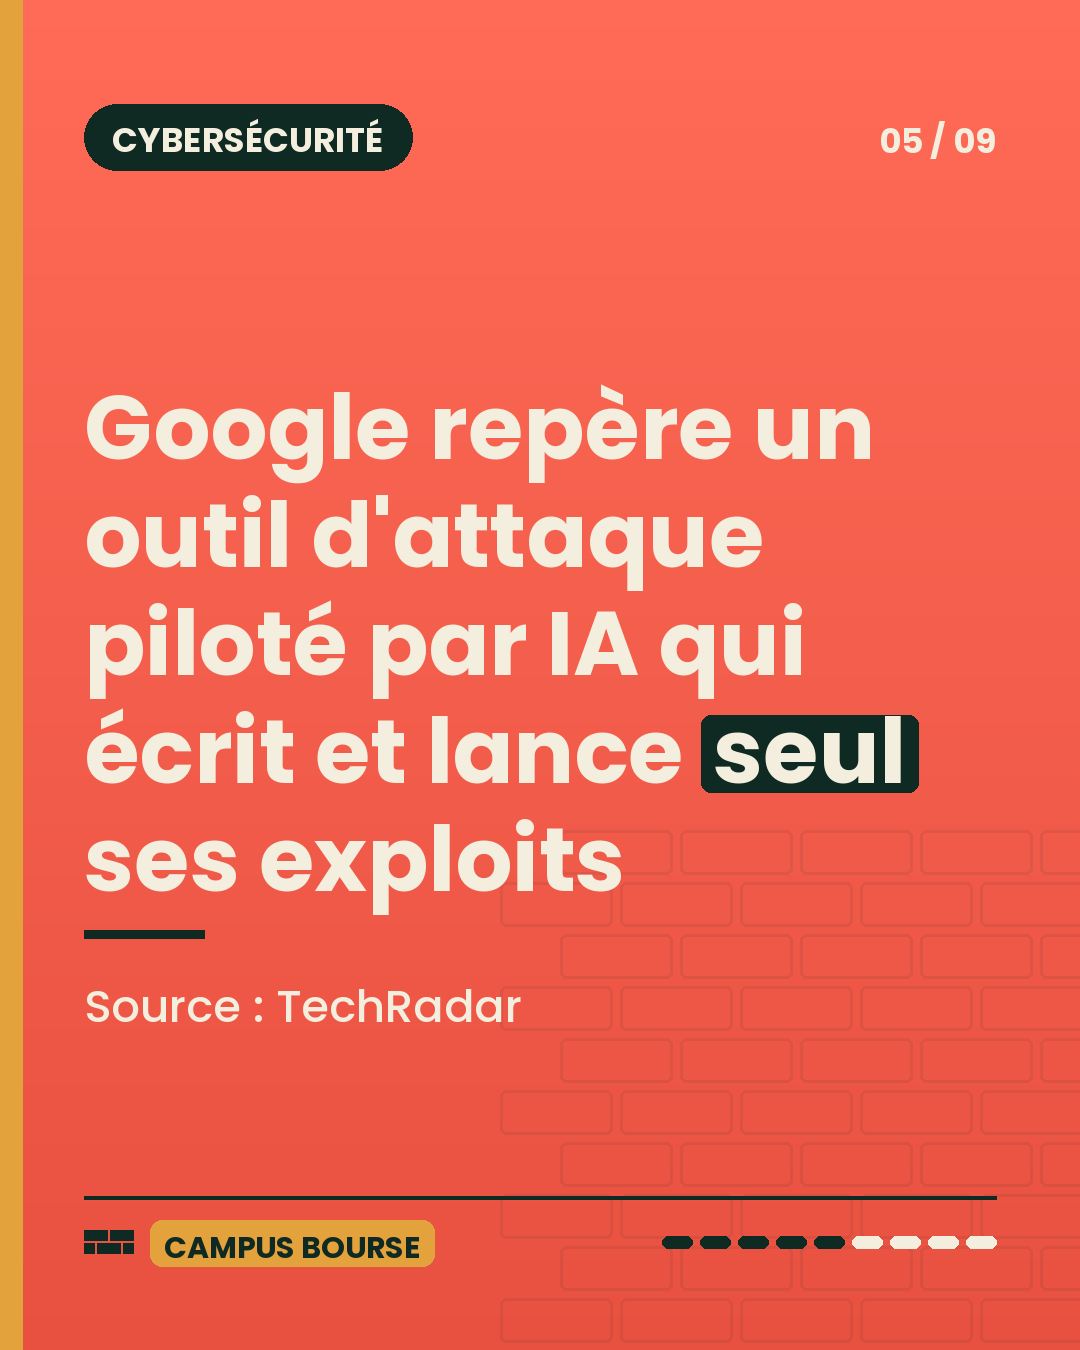 CYBERSÉCURITÉ
05 / 09
Google repère un
outil d'attaque
piloté par IA qui
écrit et lance seul
ses exploits
Source : TechRadar
CAMPUS BOURSE